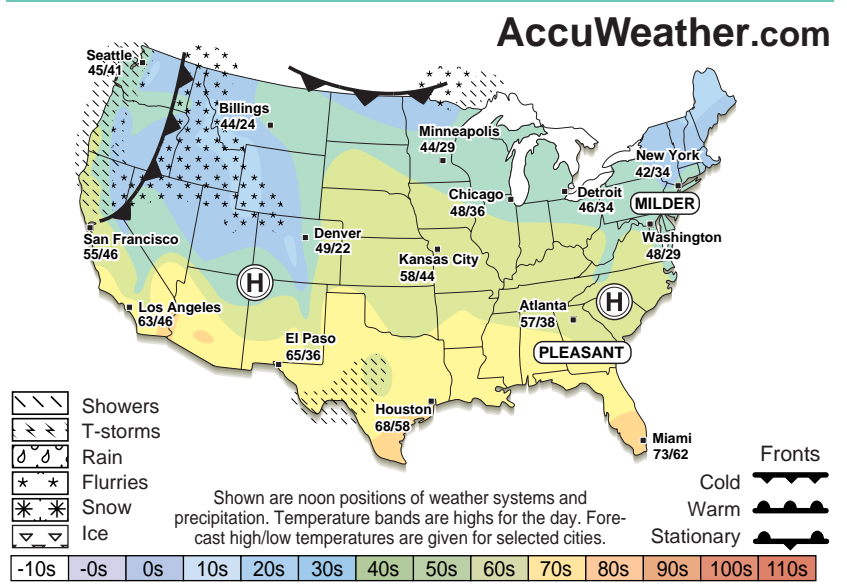 AccuWeather.com
Seattle
45/41
Billings
44/24
Minneapolis
44/29
New York
42/34
Chicago
48/36
Detroit
46/34
MILDER
San Francisco
55/46
Denver
49/22
Kansas City
58/44
Washington
48/29
H
H
Los Angeles
63/46
Atlanta
57/38
El Paso
65/36
PLEASANT
Houston
68/58
Miami
73/62
Showers
T-storms
Rain
Flurries
Snow
Ice
Shown are noon positions of weather systems and
precipitation. Temperature bands are highs for the day. Fore-
cast high/low temperatures are given for selected cities.
Fronts
Cold
Warm
Stationary
-10s -0s 0s 10s 20s 30s 40s 50s 60s 70s 80s 90s 100s 110s